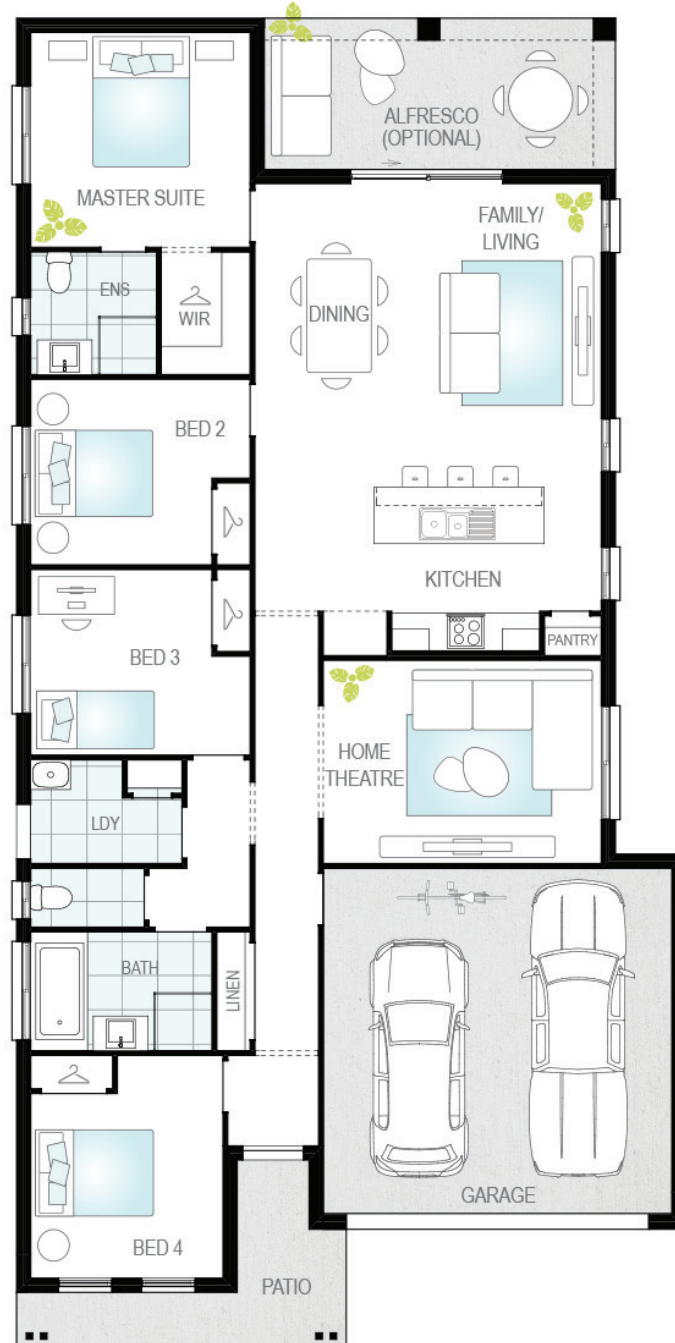 ALFRESCO
(OPTIONAL)
MASTER SUITE
FAMILY/
LIVING
ENS
WIR
DINING
BED 2
KITCHEN
PANTRY
BED 3
HOME
THEATRE
LDY
BATH
LINEN
GARAGE
BED 4
PATIO